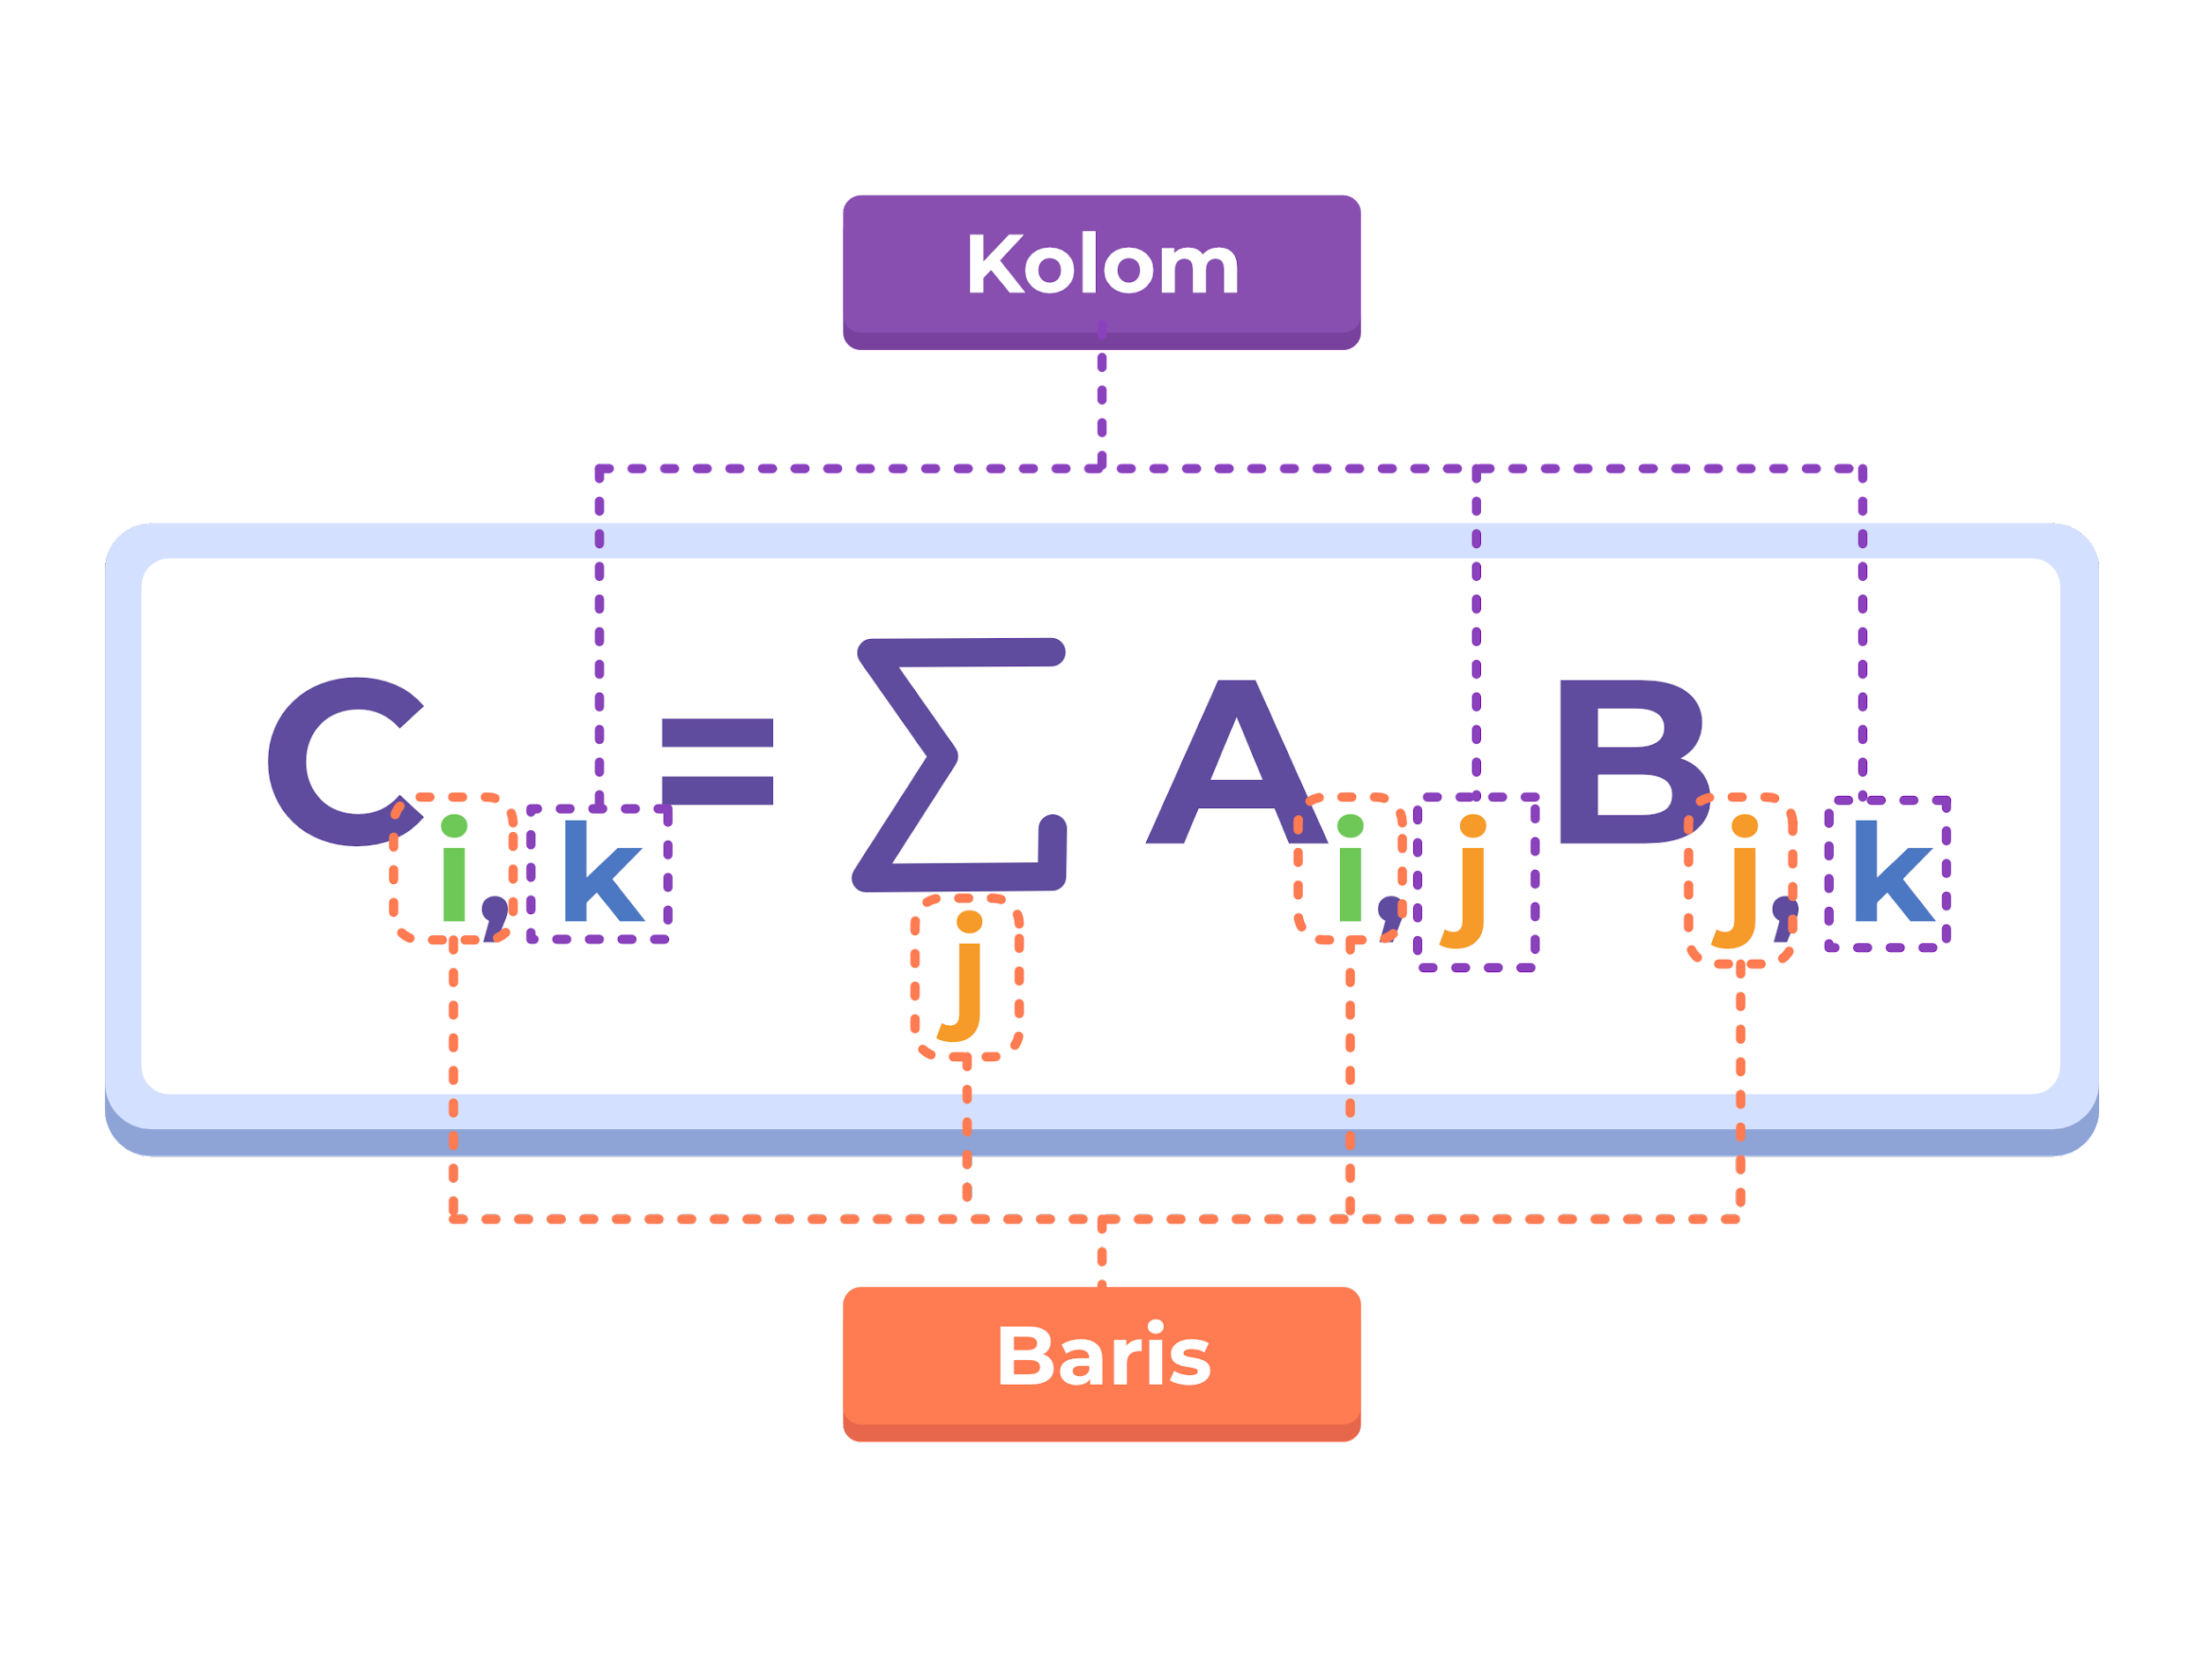 Kolom
C i,k = ∑ j A i,j B j,k
Baris